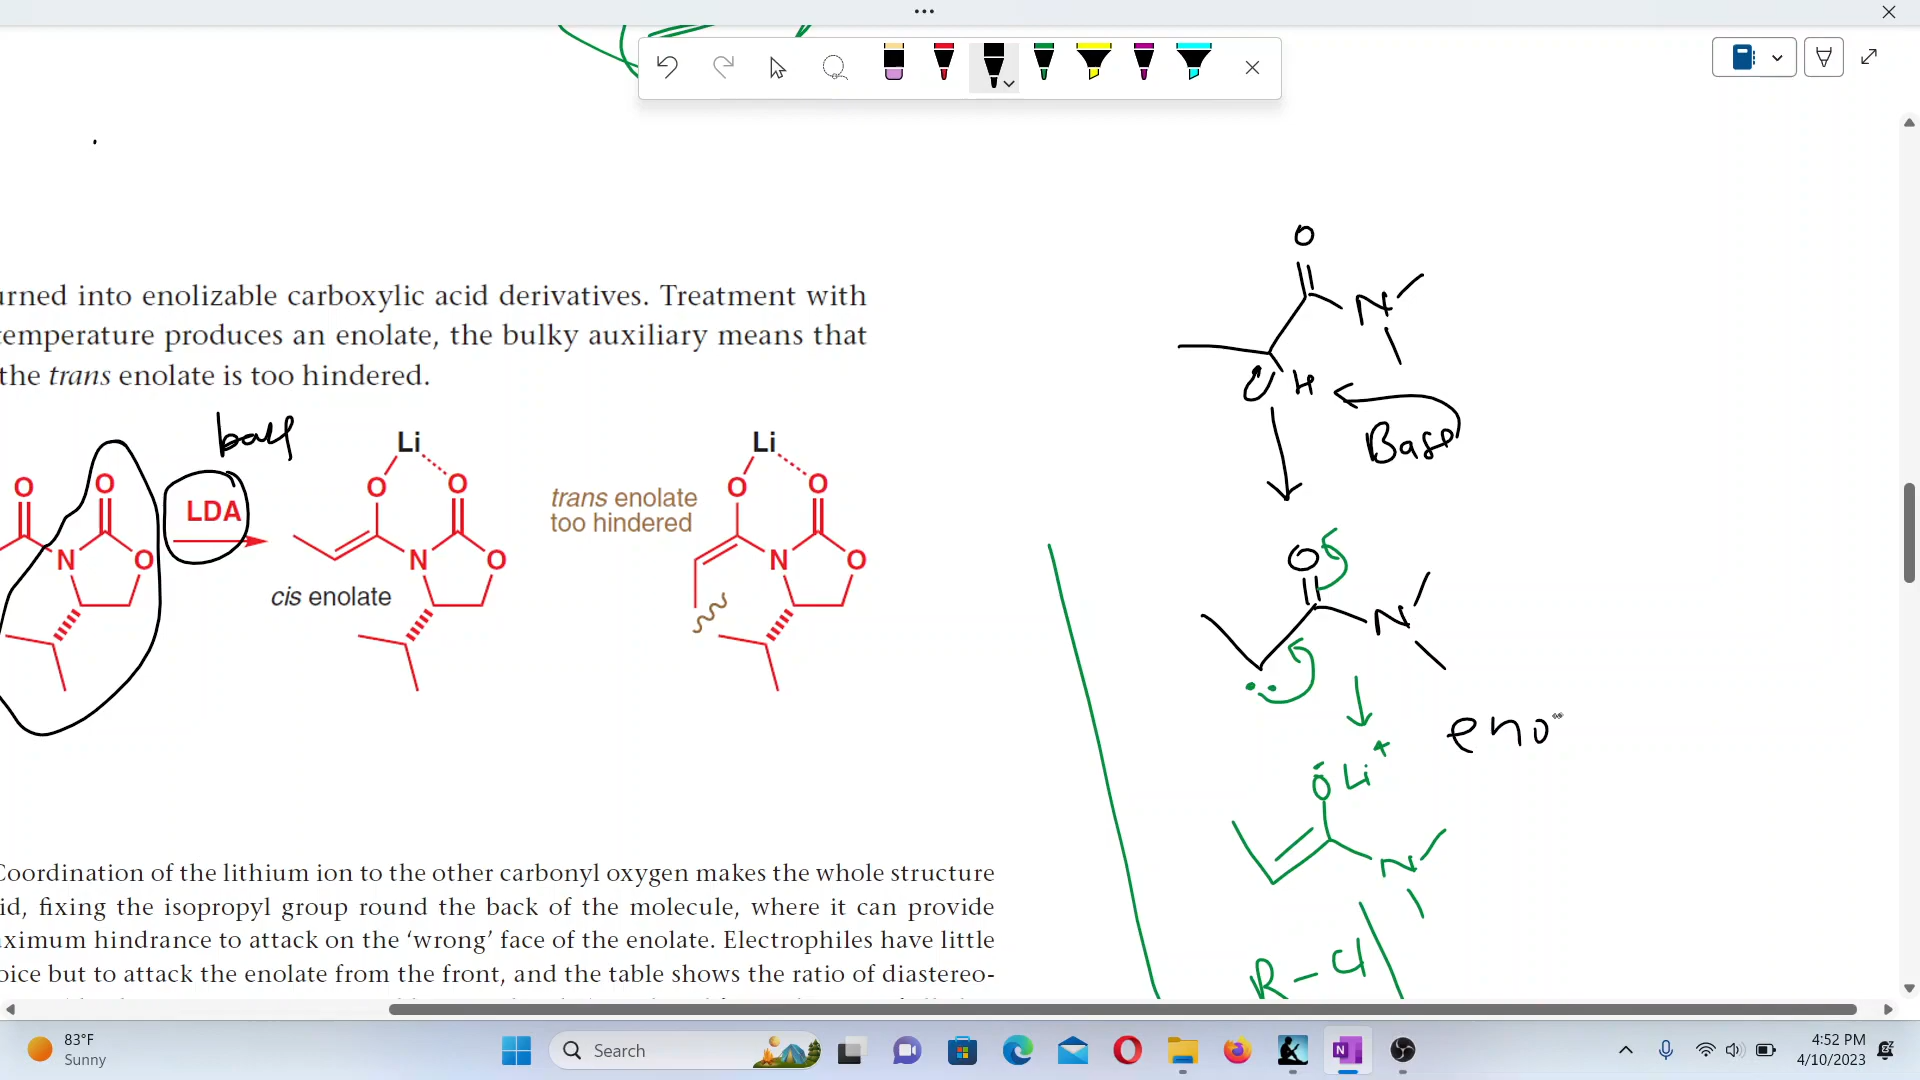 urned into enolizable carboxylic acid derivatives. Treatment with
temperature produces an enolate, the bulky auxiliary means that
the trans enolate is too hindered.
O
N
H
Base
O
N
eno
O Li +
N
R - Cl
Li
O
O
N
O
cis enolate
O
O
N
O
LDA
trans enolate
too hindered
Li
O
O
N
O
Coordination of the lithium ion to the other carbonyl oxygen makes the whole structure
id, fixing the isopropyl group round the back of the molecule, where it can provide
aximum hindrance to attack on the ‘wrong’ face of the enolate. Electrophiles have little
oice but to attack the enolate from the front, and the table shows the ratio of diastereo-
83°F
Sunny
Search
4:52 PM
4/10/2023